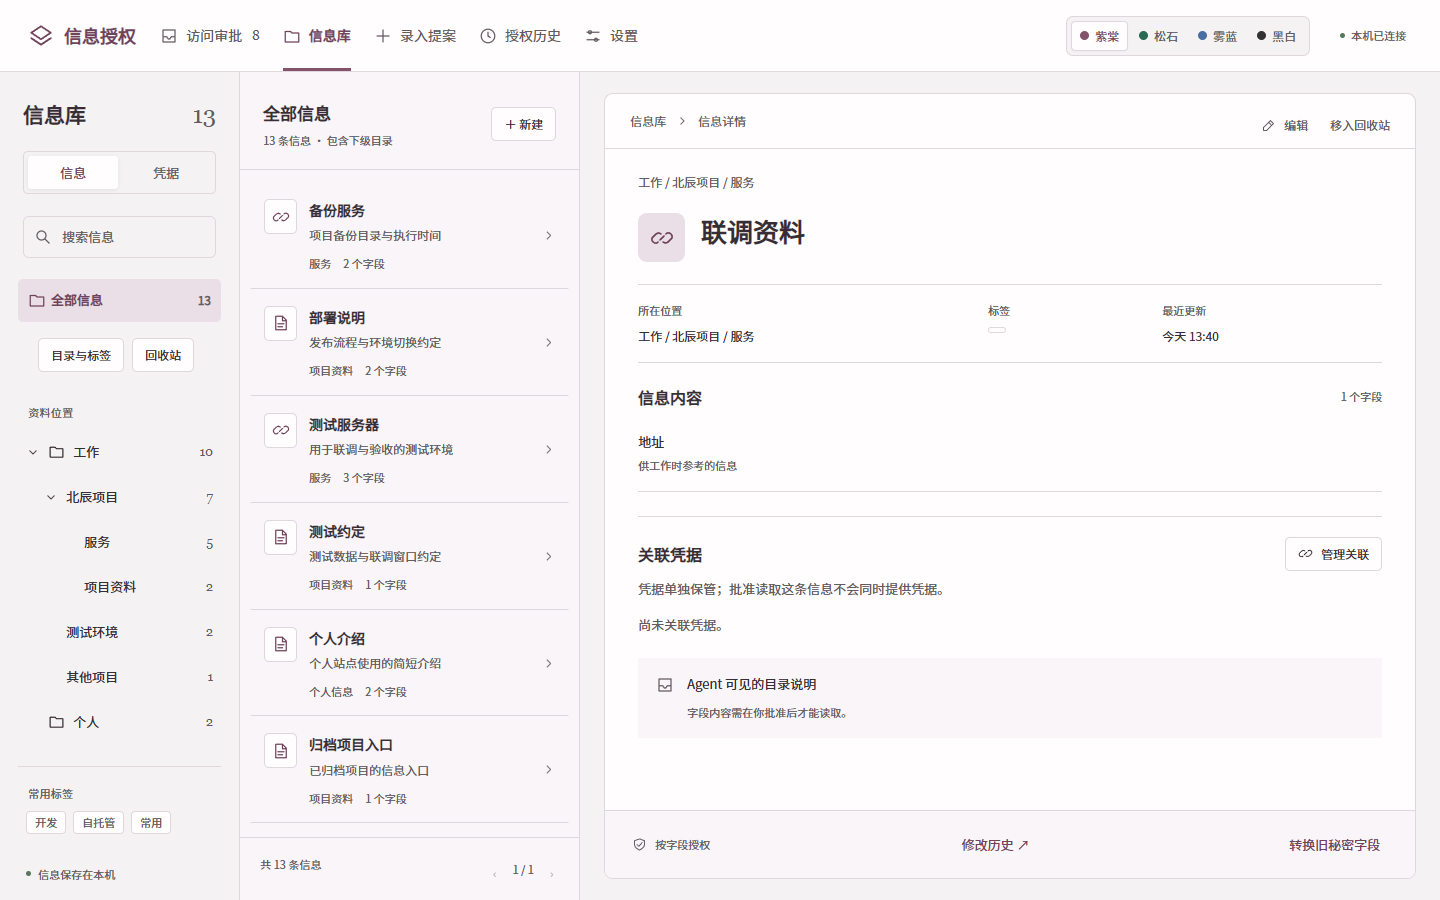 信息授权
访问审批 8
信息库
录入提案
授权历史
设置
紫棠
松石
雾蓝
黑白
本机已连接
信息库 13
信息
凭据
搜索信息
全部信息 13
目录与标签
回收站
资料位置
工作 10
北辰项目 7
服务 5
项目资料 2
测试环境 2
其他项目 1
个人 2
常用标签
开发
自托管
常用
信息保存在本机
全部信息
13 条信息 · 包含下级目录
新建
备份服务
项目备份目录与执行时间
服务 2 个字段
部署说明
发布流程与环境切换约定
项目资料 2 个字段
测试服务器
用于联调与验收的测试环境
服务 3 个字段
测试约定
测试数据与联调窗口约定
项目资料 1 个字段
个人介绍
个人站点使用的简短介绍
个人信息 2 个字段
归档项目入口
已归档项目的信息入口
项目资料 1 个字段
共 13 条信息
‹ 1 / 1 ›
信息库 > 信息详情
编辑
移入回收站
工作 / 北辰项目 / 服务
联调资料
所在位置
工作 / 北辰项目 / 服务
标签
最近更新
今天 13:40
信息内容
1 个字段
地址
供工作时参考的信息
关联凭据
管理关联
凭据单独保管；批准读取这条信息不会同时提供凭据。
尚未关联凭据。
Agent 可见的目录说明
字段内容需在你批准后才能读取。
按字段授权
修改历史 ↗
转换旧秘密字段